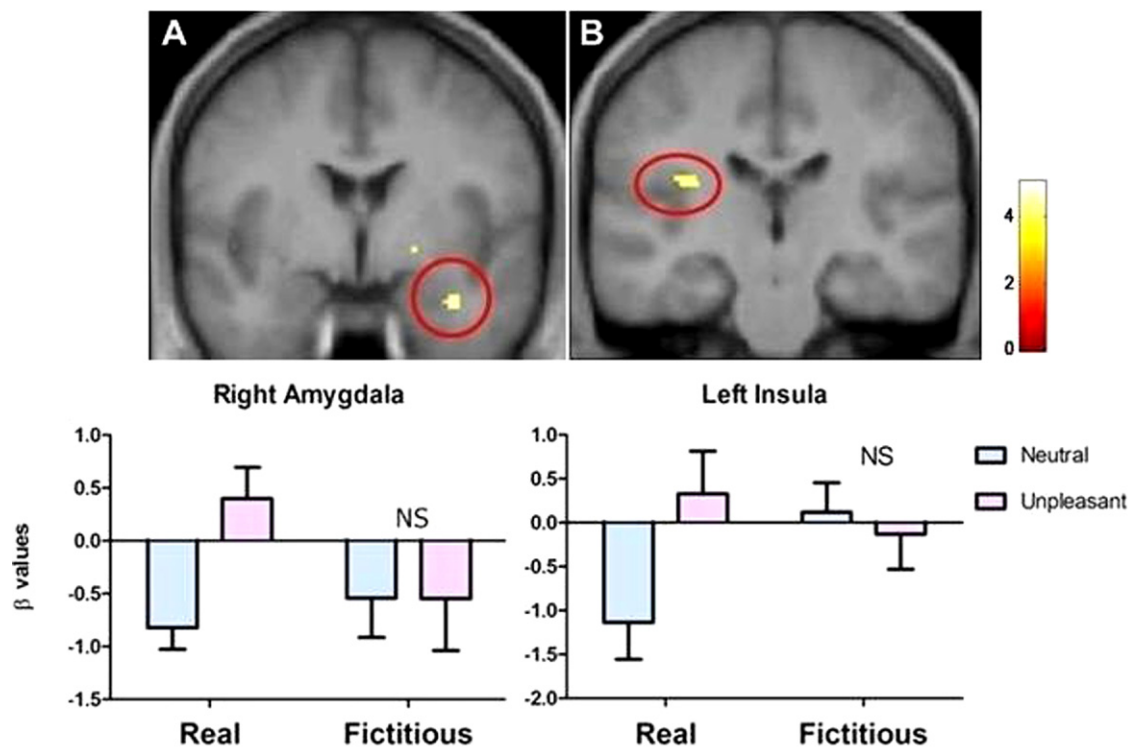 A
B
4
2
0
Right Amygdala
Left Insula
β values
1.0
0.5
0.0
-0.5
-1.0
-1.5
NS
Real
Fictitious
1.0
0.5
0.0
-0.5
-1.0
-1.5
-2.0
NS
Real
Fictitious
Neutral
Unpleasant